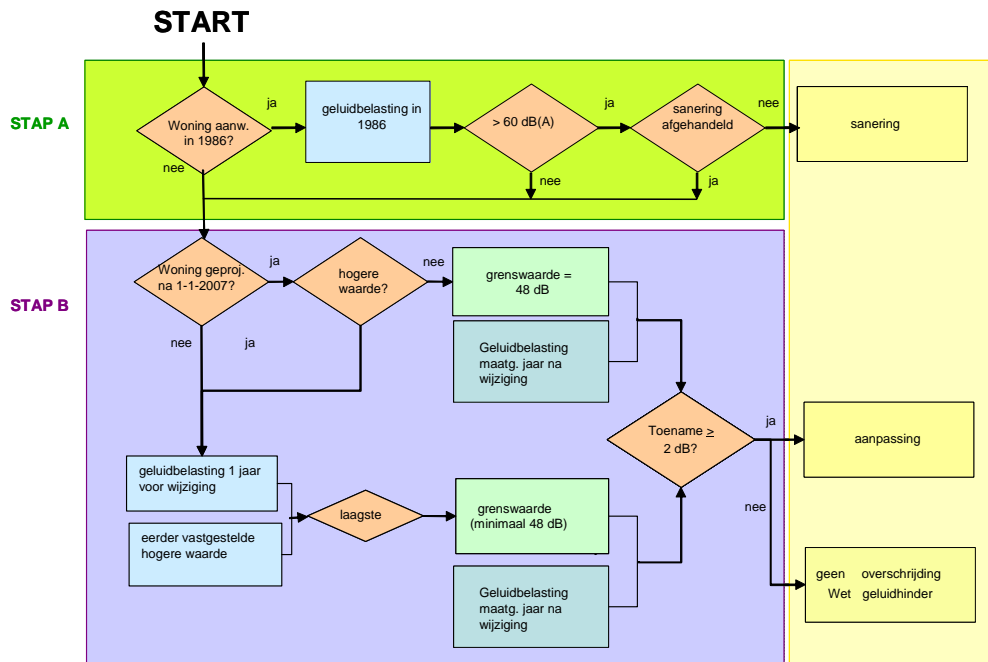 START
STAP A
Woning aanw.
in 1986?
ja
nee
geluidbelasting in
1986
> 60 dB(A)
ja
nee
sanering
afgehandeld
nee
ja
sanering
STAP B
Woning geproj.
na 1-1-2007?
ja
nee
hogere
waarde?
nee
ja
grenswaarde =
48 dB
Geluidbelasting
maatg. jaar na
wijziging
Toename ≥
2 dB?
ja
nee
aanpassing
geluidbelasting 1 jaar
voor wijziging
eerder vastgestelde
hogere waarde
laagste
grenswaarde
(minimaal 48 dB)
Geluidbelasting
maatg. jaar na
wijziging
geen overschrijding
Wet geluidhinder